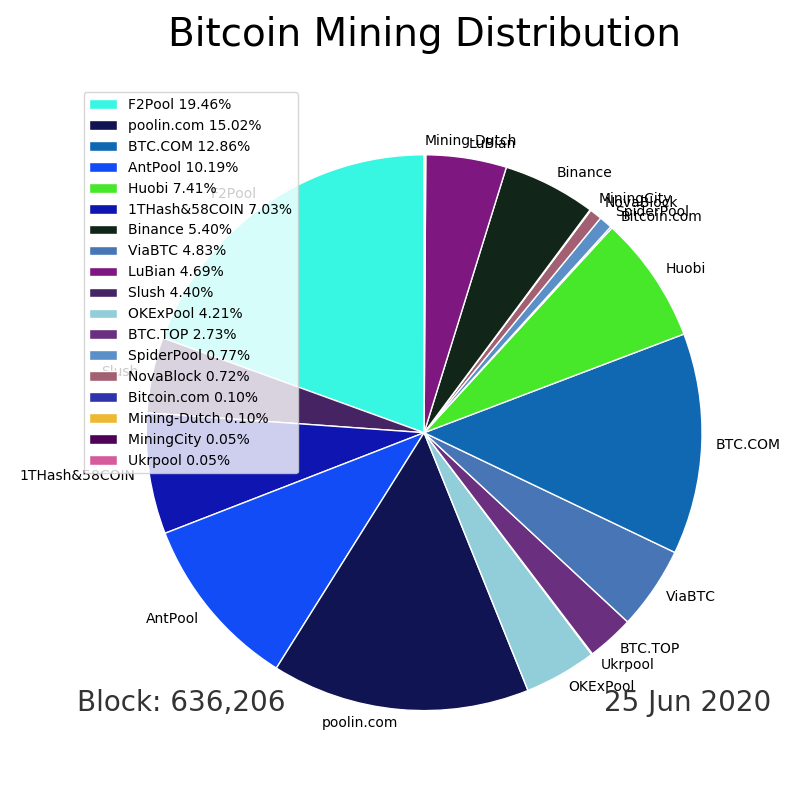 Bitcoin Mining Distribution
F2Pool 19.46%
poolin.com 15.02%
BTC.COM 12.86%
AntPool 10.19%
Huobi 7.41%
1THash&58COIN 7.03%
Binance 5.40%
ViaBTC 4.83%
LuBian 4.69%
Slush 4.40%
OKExPool 4.21%
BTC.TOP 2.73%
SpiderPool 0.77%
NovaBlock 0.72%
Bitcoin.com 0.10%
Mining-Dutch 0.10%
MiningCity 0.05%
Ukrpool 0.05%
Mining-Dutch
LuBian
Binance
MiningCity
NovaBlock
SpiderPool
Bitcoin.com
Huobi
BTC.COM
ViaBTC
BTC.TOP
Ukrpool
OKExPool
poolin.com
AntPool
1THash&58COIN
Slush
F2Pool
Block: 636,206
25 Jun 2020